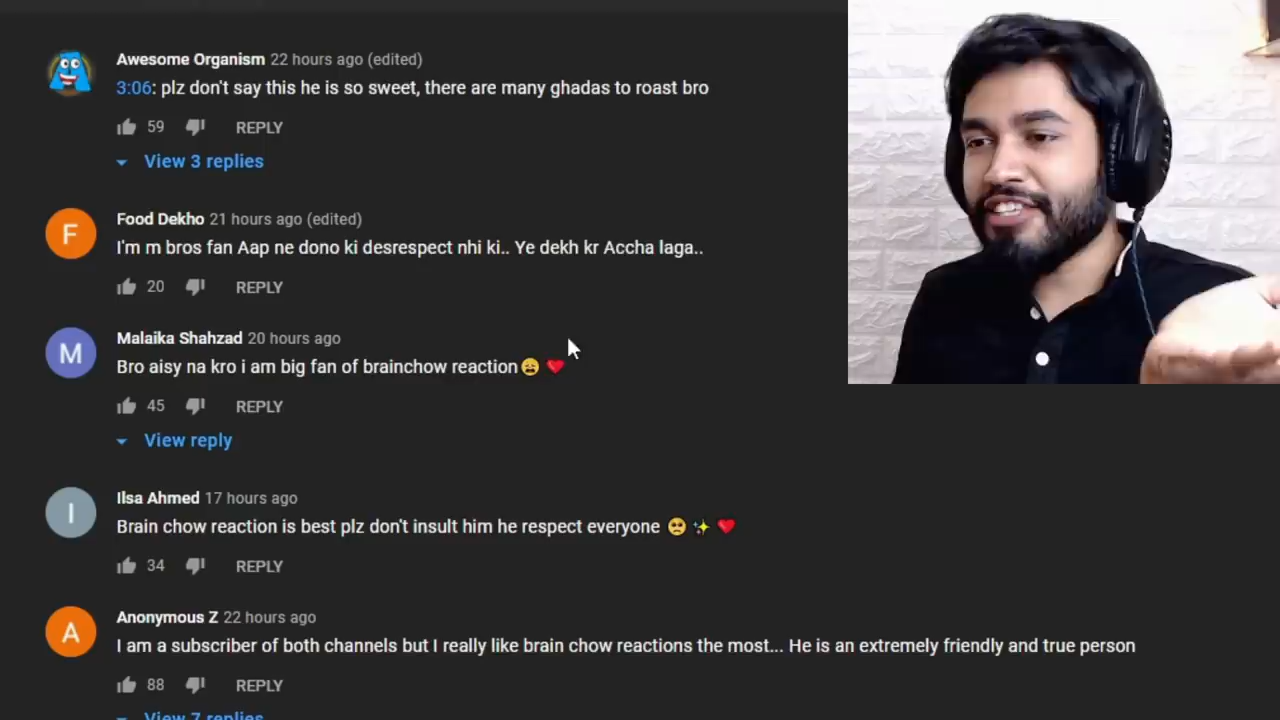 Awesome Organism 22 hours ago (edited)
3:06: plz don't say this he is so sweet, there are many ghadas to roast bro
59 REPLY
View 3 replies
F
Food Dekho 21 hours ago (edited)
I'm m bros fan Aap ne dono ki desrespect nhi ki.. Ye dekh kr Accha laga..
20 REPLY
M
Malaika Shahzad 20 hours ago
Bro aisy na kro i am big fan of brainchow reaction😩 ❤️
45 REPLY
View reply
I
Ilsa Ahmed 17 hours ago
Brain chow reaction is best plz don't insult him he respect everyone 🥺 ✨ ❤️
34 REPLY
A
Anonymous Z 22 hours ago
I am a subscriber of both channels but I really like brain chow reactions the most... He is an extremely friendly and true person
88 REPLY
View 7 replies